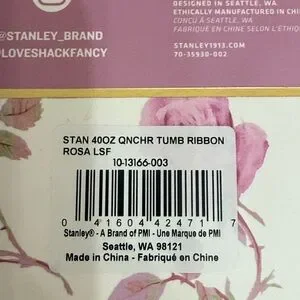 DESIGNED IN SEATTLE, WA
ETHICALLY MANUFACTURED IN CHIN
CONÇU À SEATTLE, WA
FABRIQUÉ EN CHINE SELON L'ÉTHIQ
@STANLEY_BRAND
STANLEY1913.COM
@LOVESHACKFANCY
70-35930-002
STAN 40OZ QNCHR TUMB RIBBON
ROSA LSF
10-13166-003
0 41604 42471 7
Stanley® - A Brand of PMI - Une Marque de PMI
Seattle, WA 98121
Made in China - Fabriqué en Chine